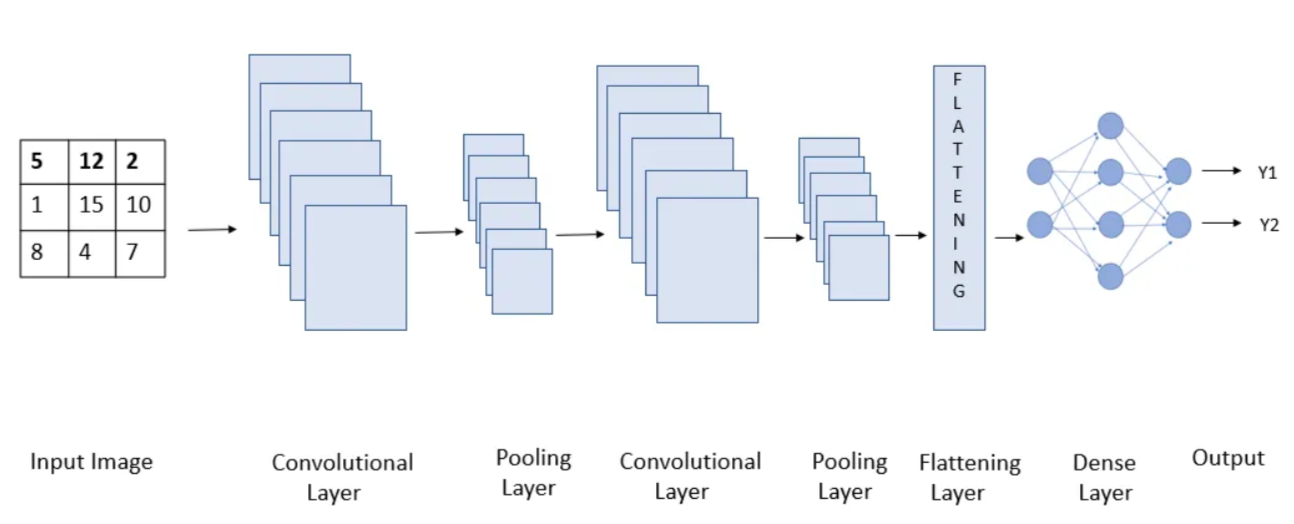 5 12 2
1 15 10
8 4 7
F
L
A
T
T
E
N
I
N
G
Y1
Y2
Input Image
Convolutional
Layer
Pooling
Layer
Convolutional
Layer
Pooling
Layer
Flattening
Layer
Dense
Layer
Output